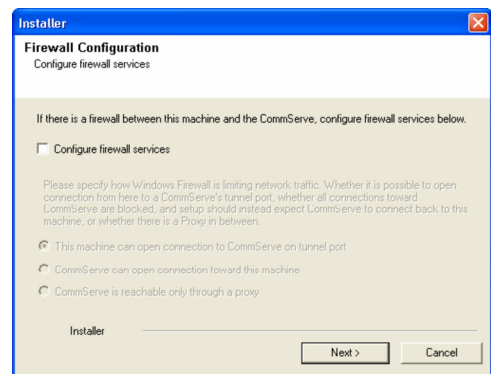 Installer
Firewall Configuration
Configure firewall services
If there is a firewall between this machine and the CommServe, configure firewall services below.
Configure firewall services
Please specify how Windows Firewall is limiting network traffic. Whether it is possible to open
connection from here to a CommServe's tunnel port, whether all connections toward
CommServe are blocked, and setup should instead expect CommServe to connect back to this
machine, or whether there is a Proxy in between.
This machine can open connection to CommServe on tunnel port
CommServe can open connection toward this machine
CommServe is reachable only through a proxy
Installer
Next >
Cancel